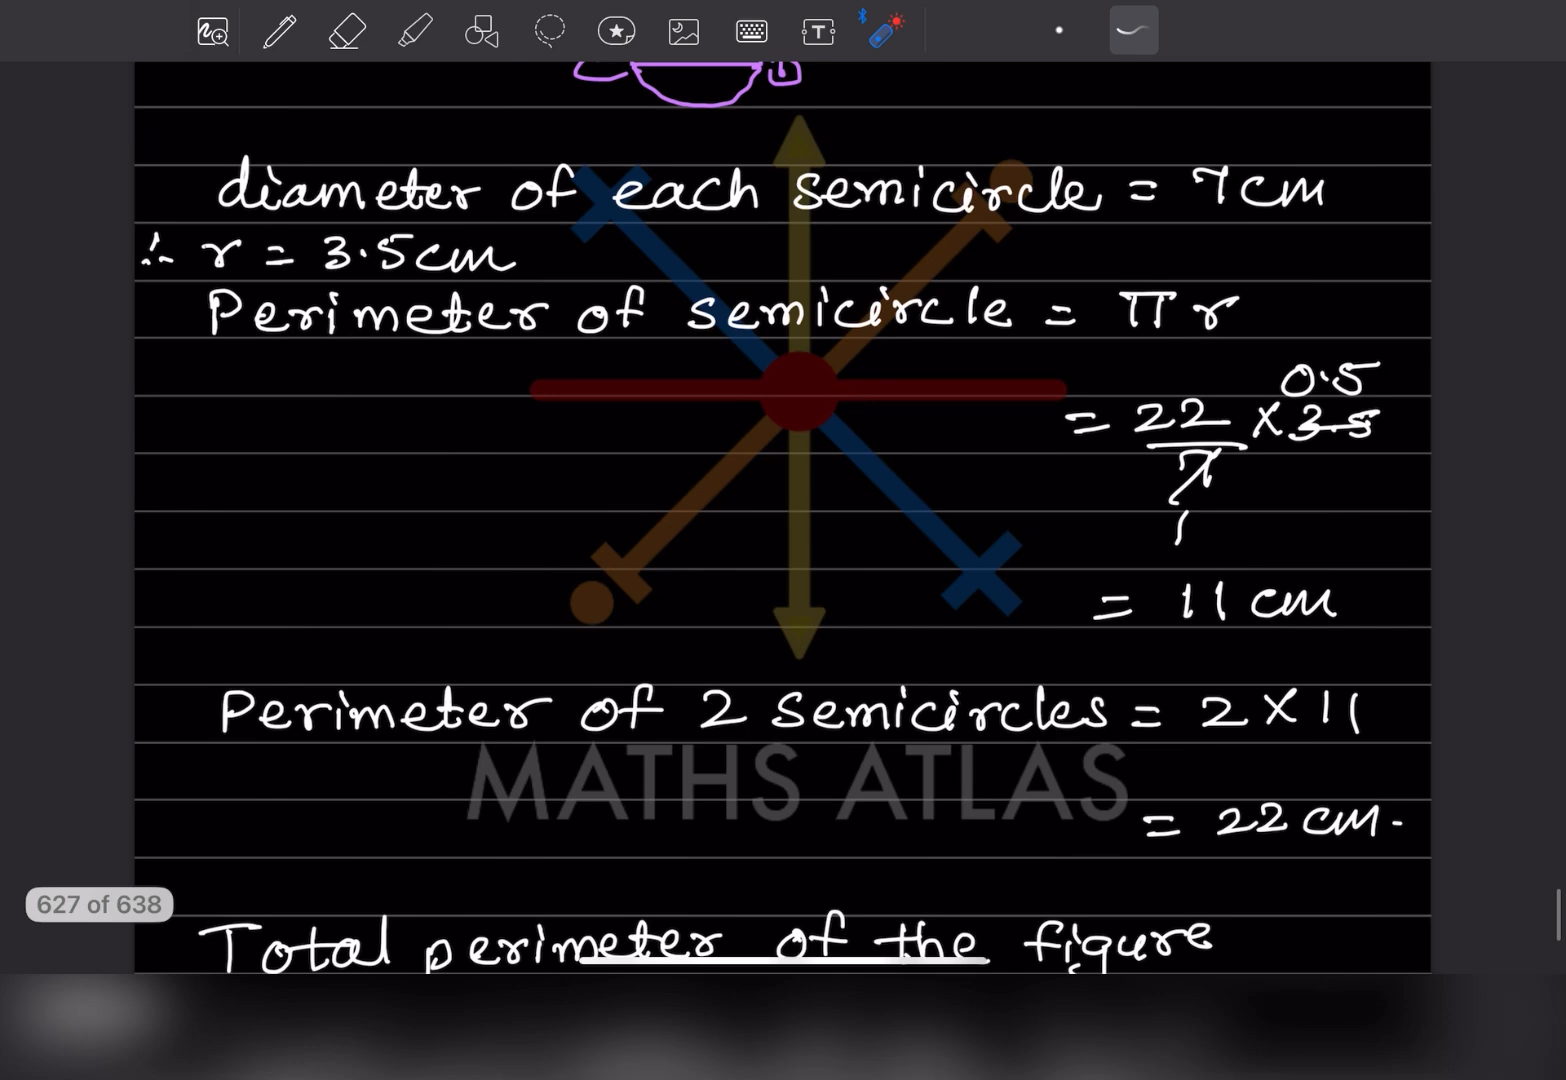 diameter of each semicircle = 7cm
∴ r = 3.5cm
Perimeter of semicircle = πr
0.5
= 22 × 3.5
7
1
= 11 cm
Perimeter of 2 semicircles = 2 × 11
MATHS ATLAS
= 22 cm.
627 of 638
Total perimeter of the figure